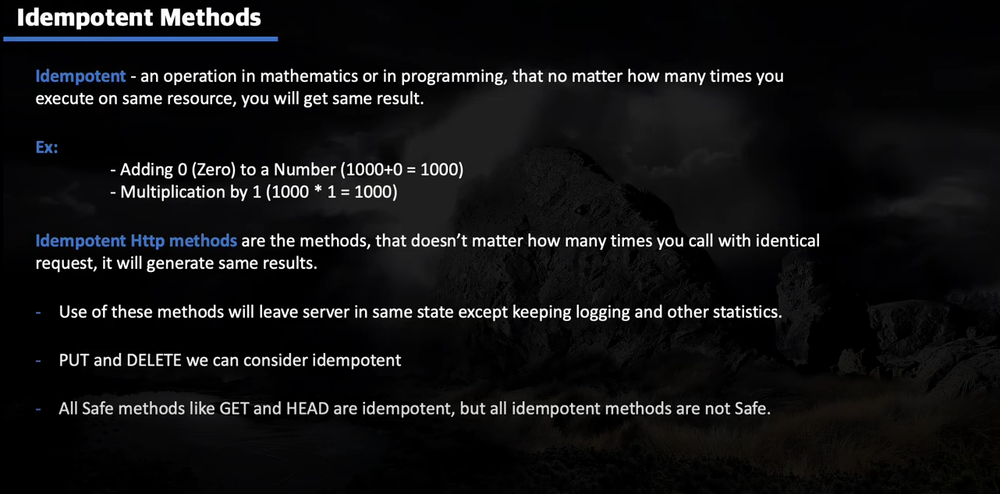 Idempotent Methods
Idempotent - an operation in mathematics or in programming, that no matter how many times you
execute on same resource, you will get same result.
Ex:
- Adding 0 (Zero) to a Number (1000+0 = 1000)
- Multiplication by 1 (1000 * 1 = 1000)
Idempotent Http methods are the methods, that doesn’t matter how many times you call with identical
request, it will generate same results.
- Use of these methods will leave server in same state except keeping logging and other statistics.
- PUT and DELETE we can consider idempotent
- All Safe methods like GET and HEAD are idempotent, but all idempotent methods are not Safe.